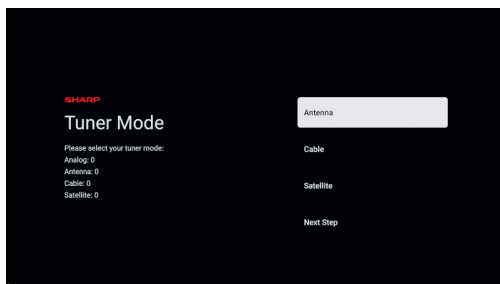 SHARP
Tuner Mode
Please select your tuner mode:
Analog: 0
Antenna: 0
Cable: 0
Satellite: 0
Antenna
Cable
Satellite
Next Step